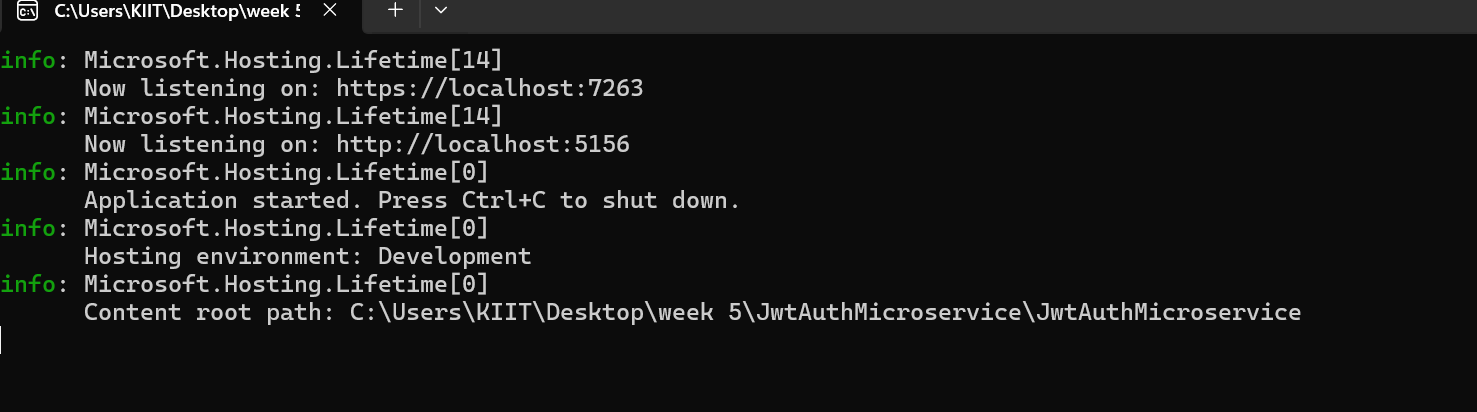 C:\Users\KIIT\Desktop\week 5
info: Microsoft.Hosting.Lifetime[14]
Now listening on: https://localhost:7263
info: Microsoft.Hosting.Lifetime[14]
Now listening on: http://localhost:5156
info: Microsoft.Hosting.Lifetime[0]
Application started. Press Ctrl+C to shut down.
info: Microsoft.Hosting.Lifetime[0]
Hosting environment: Development
info: Microsoft.Hosting.Lifetime[0]
Content root path: C:\Users\KIIT\Desktop\week 5\JwtAuthMicroservice\JwtAuthMicroservice